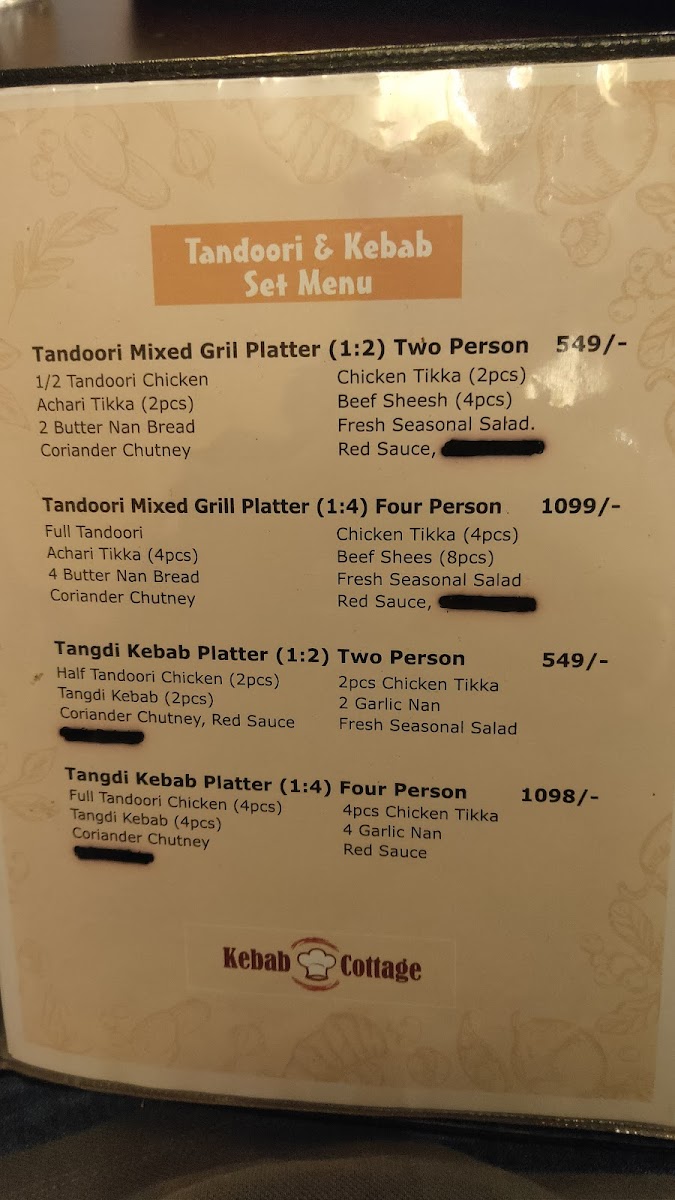 Tandoori & Kebab
Set Menu
Tandoori Mixed Gril Platter (1:2) Two Person 549/-
1/2 Tandoori Chicken Chicken Tikka (2pcs)
Achari Tikka (2pcs) Beef Sheesh (4pcs)
2 Butter Nan Bread Fresh Seasonal Salad.
Coriander Chutney Red Sauce,
Tandoori Mixed Grill Platter (1:4) Four Person 1099/-
Full Tandoori Chicken Tikka (4pcs)
Achari Tikka (4pcs) Beef Shees (8pcs)
4 Butter Nan Bread Fresh Seasonal Salad
Coriander Chutney Red Sauce,
Tangdi Kebab Platter (1:2) Two Person 549/-
Half Tandoori Chicken (2pcs) 2pcs Chicken Tikka
Tangdi Kebab (2pcs) 2 Garlic Nan
Coriander Chutney, Red Sauce Fresh Seasonal Salad
Tangdi Kebab Platter (1:4) Four Person 1098/-
Full Tandoori Chicken (4pcs) 4pcs Chicken Tikka
Tangdi Kebab (4pcs) 4 Garlic Nan
Coriander Chutney Red Sauce
Kebab Cottage